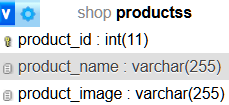 v shop productss
product_id : int(11)
product_name : varchar(255)
product_image : varchar(255)